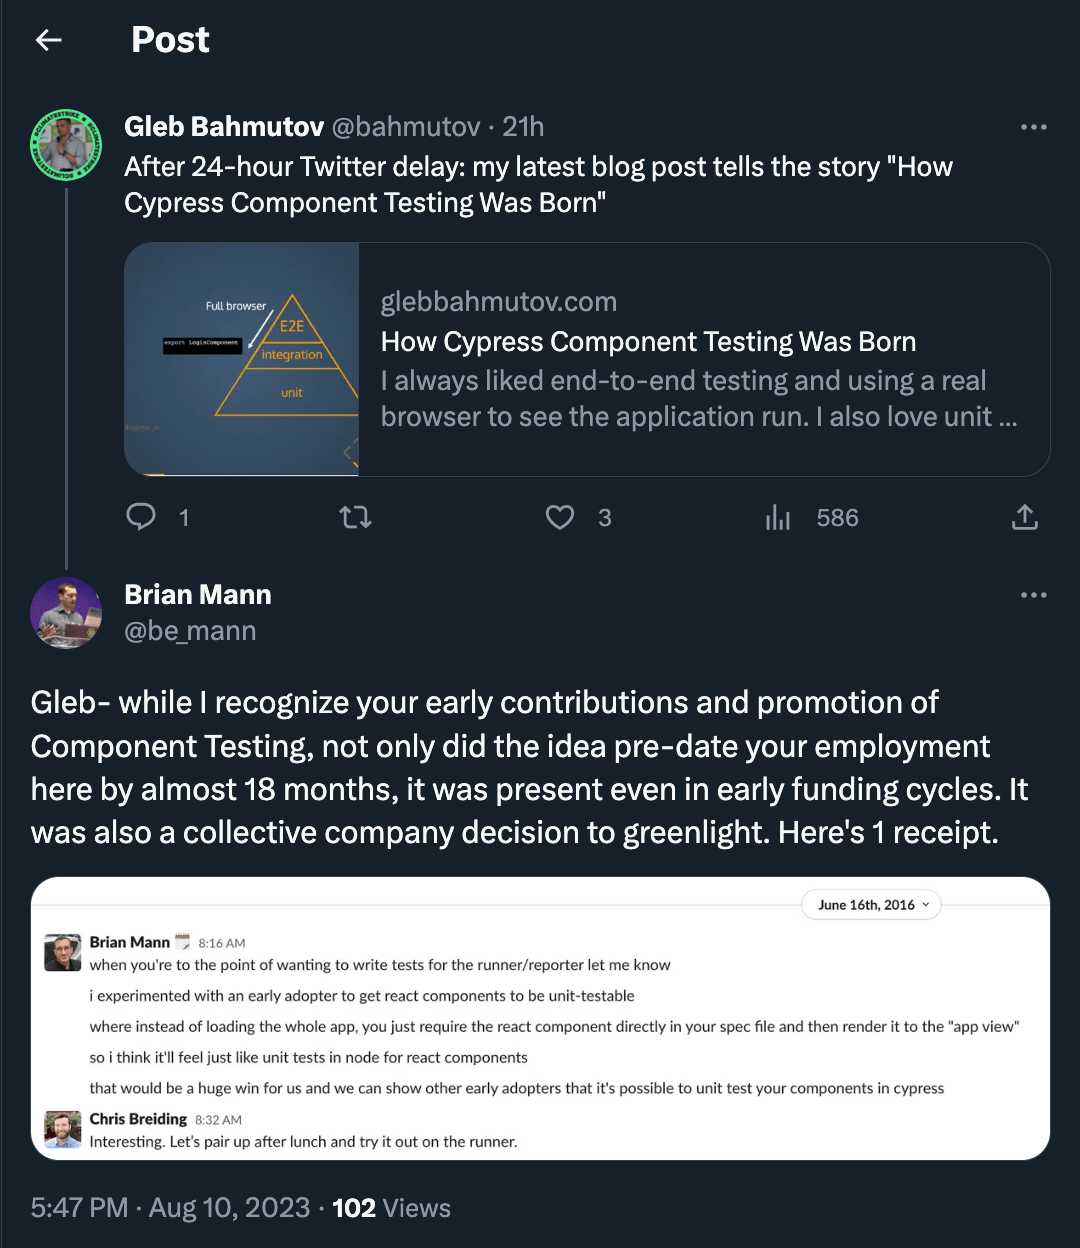 Post
Gleb Bahmutov @bahmutov · 21h
After 24-hour Twitter delay: my latest blog post tells the story "How
Cypress Component Testing Was Born"
Full browser
E2E
export LoginComponent
integration
unit
glebbahmutov.com
How Cypress Component Testing Was Born
I always liked end-to-end testing and using a real
browser to see the application run. I also love unit ...
1
3
586
Brian Mann
@be_mann
Gleb- while I recognize your early contributions and promotion of
Component Testing, not only did the idea pre-date your employment
here by almost 18 months, it was present even in early funding cycles. It
was also a collective company decision to greenlight. Here's 1 receipt.
June 16th, 2016
Brian Mann 8:16 AM
when you're to the point of wanting to write tests for the runner/reporter let me know
i experimented with an early adopter to get react components to be unit-testable
where instead of loading the whole app, you just require the react component directly in your spec file and then render it to the "app view"
so i think it'll feel just like unit tests in node for react components
that would be a huge win for us and we can show other early adopters that it's possible to unit test your components in cypress
Chris Breiding 8:32 AM
Interesting. Let's pair up after lunch and try it out on the runner.
5:47 PM · Aug 10, 2023 · 102 Views